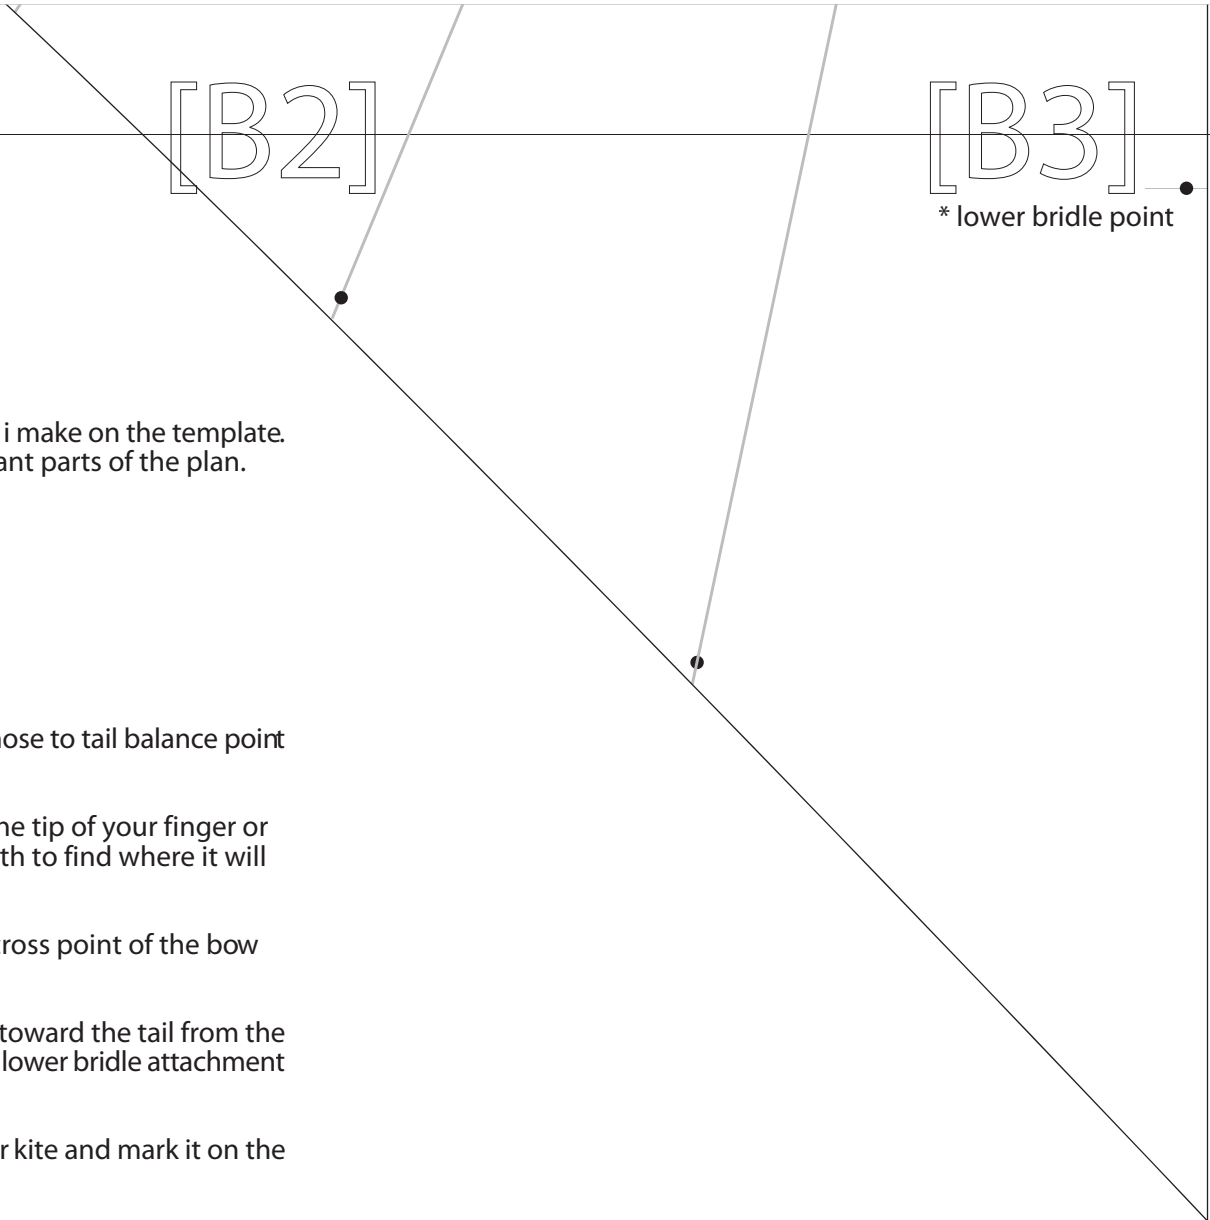 [B2]
[B3]
* lower bridle point
i make on the template.
ant parts of the plan.
nose to tail balance point
he tip of your finger or
th to find where it will
cross point of the bow
toward the tail from the
lower bridle attachment
r kite and mark it on the